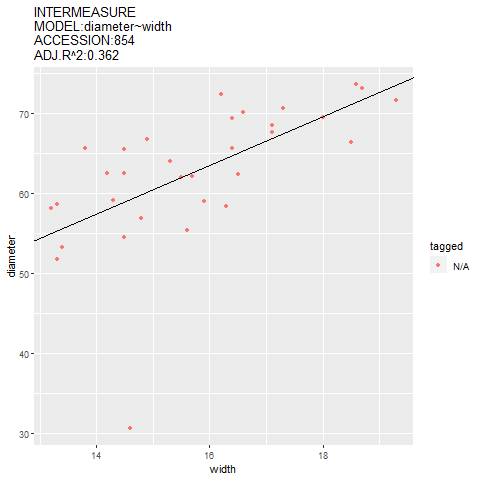 INTERMEASURE
MODEL:diameter~width
ACCESSION:854
ADJ.R^2:0.362
70
60
50
40
30
diameter
14 16 18
width
tagged
N/A